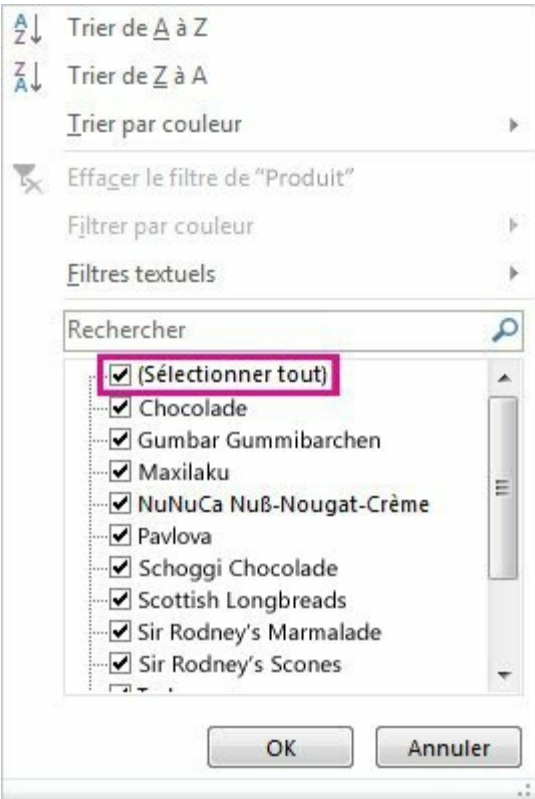 Trier de A à Z
Trier de Z à A
Trier par couleur
Effacer le filtre de “Produit”
Filtrer par couleur
Filtres textuels
Rechercher
(Sélectionner tout)
Chocolade
Gumbar Gummibarchen
Maxilaku
NuNuCa Nuß-Nougat-Crème
Pavlova
Schoggi Chocolade
Scottish Longbreads
Sir Rodney's Marmalade
Sir Rodney's Scones
OK
Annuler